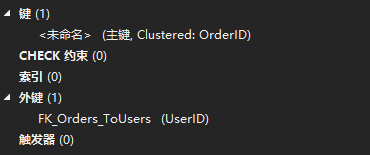 键 (1)
<未命名> (主键, Clustered: OrderID)
CHECK 约束 (0)
索引 (0)
外键 (1)
FK_Orders_ToUsers (UserID)
触发器 (0)